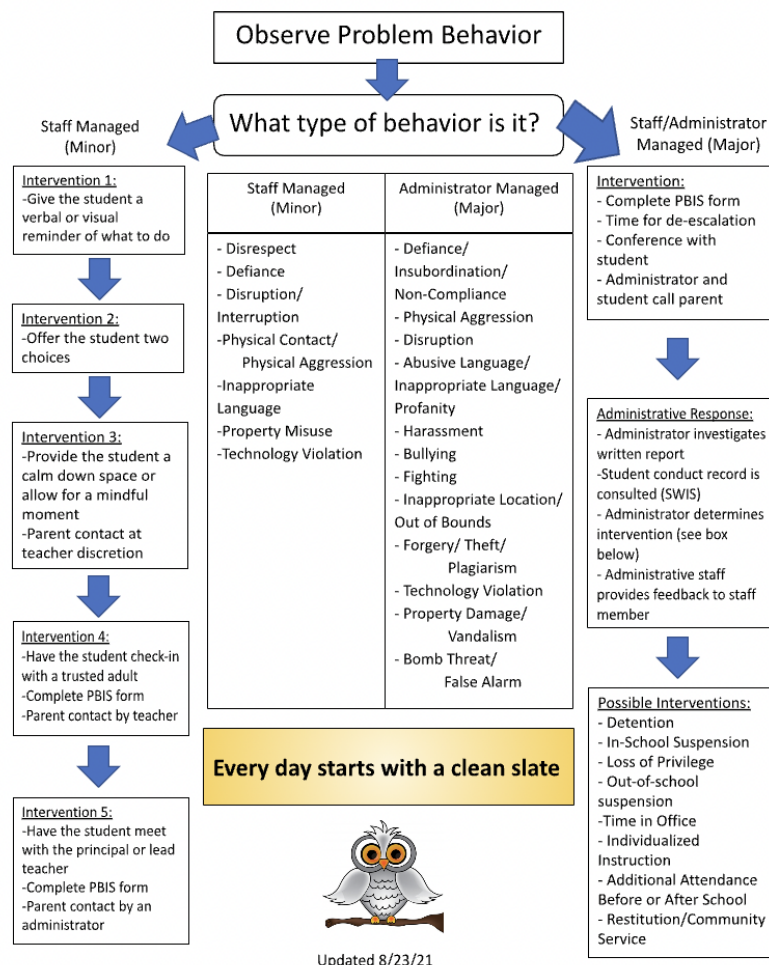 Observe Problem Behavior
What type of behavior is it?
Staff Managed
(Minor)
Intervention 1:
-Give the student a
verbal or visual
reminder of what to do
Intervention 2:
-Offer the student two
choices
Intervention 3:
-Provide the student a
calm down space or
allow for a mindful
moment
-Parent contact at
teacher discretion
Intervention 4:
-Have the student check-in
with a trusted adult
-Complete PBIS form
-Parent contact by teacher
Intervention 5:
-Have the student meet
with the principal or lead
teacher
-Complete PBIS form
-Parent contact by an
administrator
Staff Managed
(Minor)
- Disrespect
- Defiance
- Disruption/
Interruption
-Physical Contact/
Physical Aggression
-Inappropriate
Language
-Property Misuse
-Technology Violation
Administrator Managed
(Major)
- Defiance/
Insubordination/
Non-Compliance
- Physical Aggression
- Disruption
- Abusive Language/
Inappropriate Language/
Profanity
- Harassment
- Bullying
- Fighting
- Inappropriate Location/
Out of Bounds
- Forgery/ Theft/
Plagiarism
- Technology Violation
- Property Damage/
Vandalism
- Bomb Threat/
False Alarm
Every day starts with a clean slate
Updated 8/23/21
Staff/Administrator
Managed (Major)
Intervention:
- Complete PBIS form
- Time for de-escalation
- Conference with
student
- Administrator and
student call parent
Administrative Response:
- Administrator investigates
written report
-Student conduct record is
consulted (SWIS)
- Administrator determines
intervention (see box
below)
- Administrative staff
provides feedback to staff
member
Possible Interventions:
- Detention
- In-School Suspension
- Loss of Privilege
- Out-of-school
suspension
-Time in Office
- Individualized
Instruction
- Additional Attendance
Before or After School
- Restitution/Community
Service